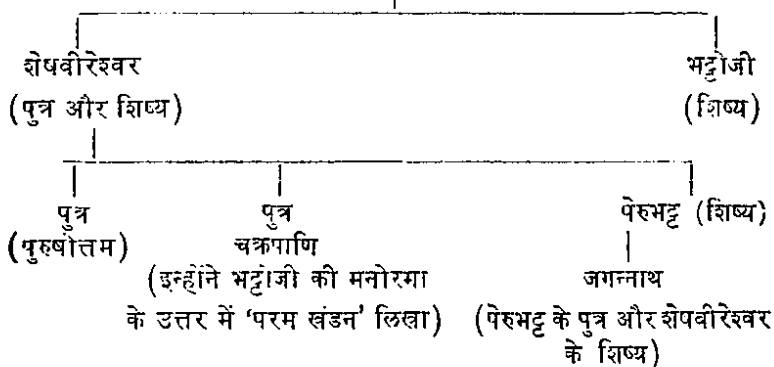 शेषवीरेश्वर भट्टोजी
(पुत्र और शिष्य) (शिष्य)
पुत्र पुत्र पेरुभट्ट (शिष्य)
(पुरुषोत्तम) चक्रपाणि
(इन्होंने भट्टोजी की मनोरमा जगन्नाथ
के उत्तर में ‘परम खंडन’ लिखा) (पेरुभट्ट के पुत्र और शेषवीरेश्वर
के शिष्य)